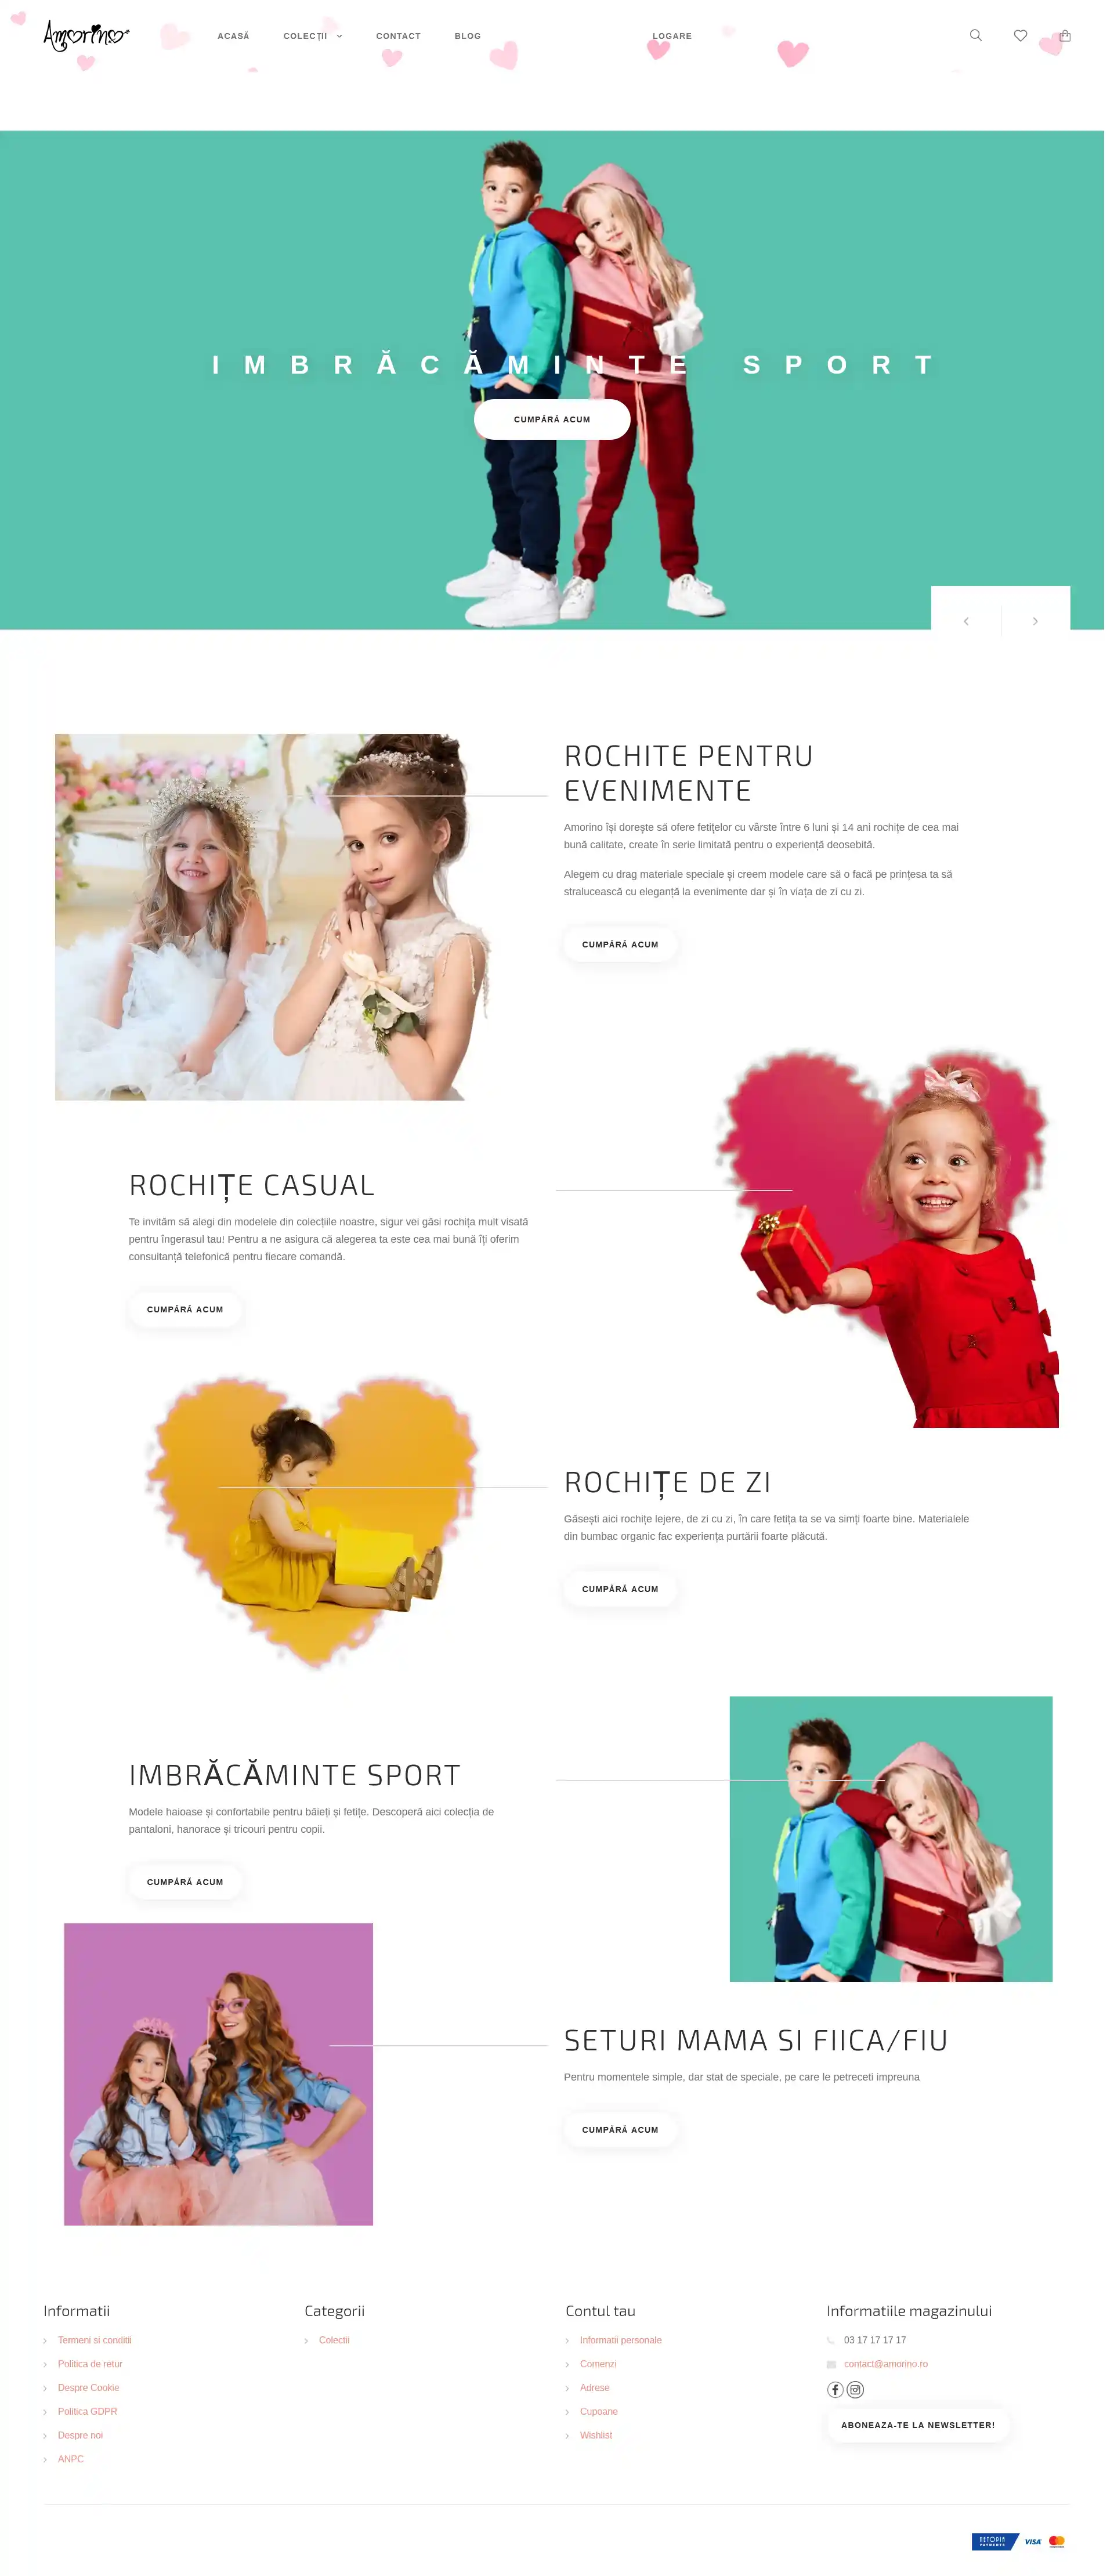 Amorino
ACASĂ COLECȚII CONTACT BLOG LOGARE
IMBRĂCĂMINTE SPORT
CUMPĂRĂ ACUM
ROCHITE PENTRU
EVENIMENTE
Amorino își dorește să ofere fetițelor cu vârste între 6 luni și 14 ani rochițe de cea mai
bună calitate, create în serie limitată pentru o experiență deosebită.
Alegem cu drag materiale speciale și creem modele care să o facă pe prințesa ta să
stralucească cu eleganță la evenimente dar și în viața de zi cu zi.
CUMPĂRĂ ACUM
ROCHIȚE CASUAL
Te invităm să alegi din modelele din colecțiile noastre, sigur vei găsi rochița mult visată
pentru îngerasul tau! Pentru a ne asigura că alegerea ta este cea mai bună îți oferim
consultanță telefonică pentru fiecare comandă.
CUMPĂRĂ ACUM
ROCHIȚE DE ZI
Găsești aici rochițe lejere, de zi cu zi, în care fetița ta se va simți foarte bine. Materialele
din bumbac organic fac experiența purtării foarte plăcută.
CUMPĂRĂ ACUM
IMBRĂCĂMINTE SPORT
Modele haioase și confortabile pentru băieți și fetițe. Descoperă aici colecția de
pantaloni, hanorace și tricouri pentru copii.
CUMPĂRĂ ACUM
SETURI MAMA SI FIICA/FIU
Pentru momentele simple, dar stat de speciale, pe care le petreceti impreuna
CUMPĂRĂ ACUM
Informatii
Termeni si conditii
Politica de retur
Despre Cookie
Politica GDPR
Despre noi
ANPC
Categorii
Colectii
Contul tau
Informatii personale
Comenzi
Adrese
Cupoane
Wishlist
Informatiile magazinului
03 17 17 17 17
contact@amorino.ro
ABONEAZA-TE LA NEWSLETTER!
NETOPIA
PAYMENTS
VISA